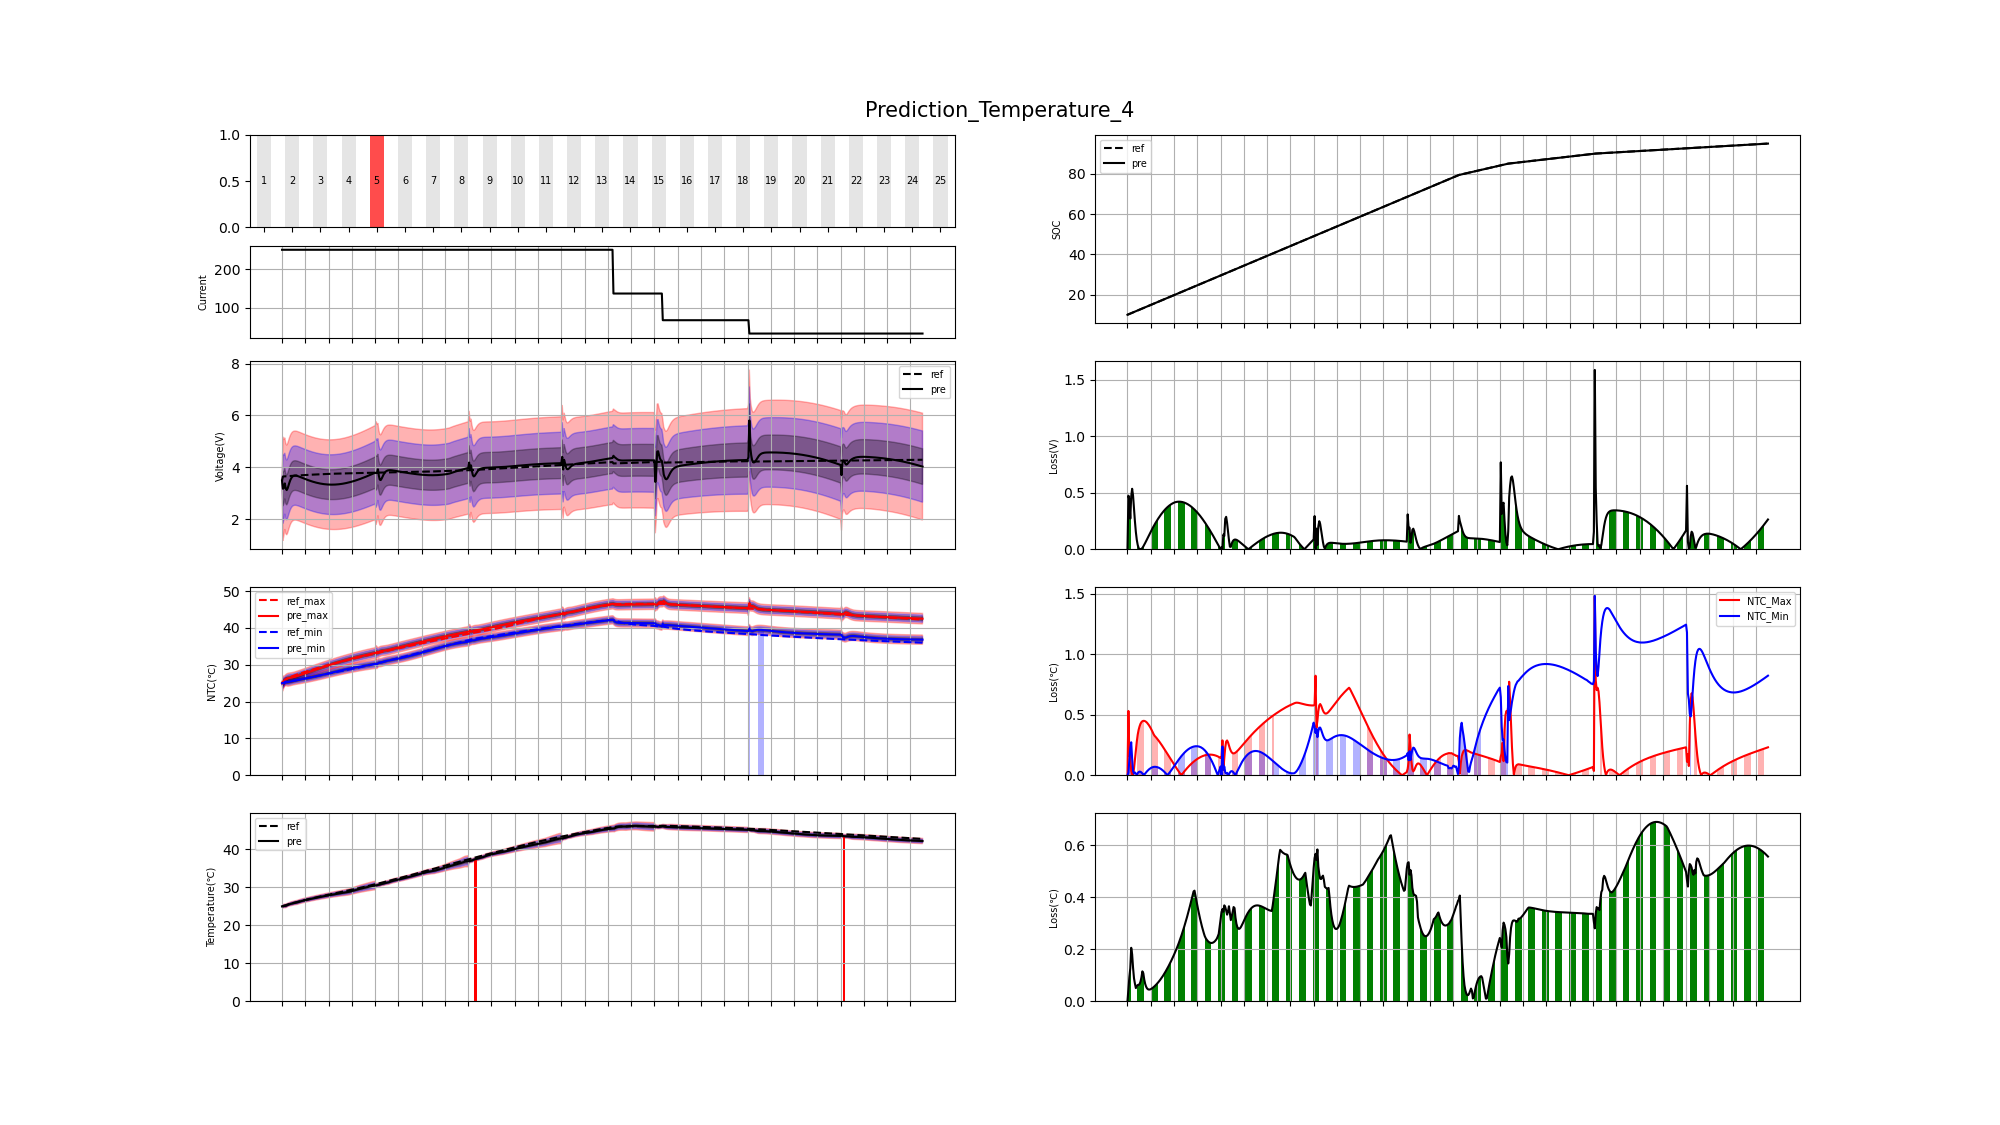 Prediction_Temperature_4
1.0
0.5
0.0
1 2 3 4 5 6 7 8 9 10 11 12 13 14 15 16 17 18 19 20 21 22 23 24 25
Current
200
100
Voltage(V)
8
6
4
2
ref
pre
NTC(°C)
50
40
30
20
10
0
ref_max
pre_max
ref_min
pre_min
Temperature(°C)
40
30
20
10
0
ref
pre
SOC
80
60
40
20
ref
pre
Loss(V)
1.5
1.0
0.5
0.0
Loss(°C)
1.5
1.0
0.5
0.0
NTC_Max
NTC_Min
Loss(°C)
0.6
0.4
0.2
0.0